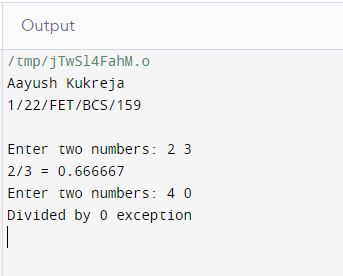 Output
/tmp/jTwSl4FahM.o
Aayush Kukreja
1/22/FET/BCS/159
Enter two numbers: 2 3
2/3 = 0.666667
Enter two numbers: 4 0
Divided by 0 exception